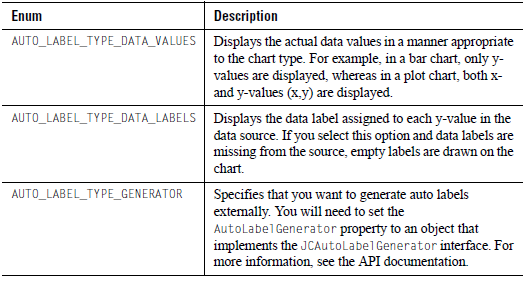 Enum Description
AUTO_LABEL_TYPE_DATA_VALUES Displays the actual data values in a manner appropriate
to the chart type. For example, in a bar chart, only y-
values are displayed, whereas in a plot chart, both x-
and y-values (x,y) are displayed.
AUTO_LABEL_TYPE_DATA_LABELS Displays the data label assigned to each y-value in the
data source. If you select this option and data labels are
missing from the source, empty labels are drawn on the
chart.
AUTO_LABEL_TYPE_GENERATOR Specifies that you want to generate auto labels
externally. You will need to set the
AutoLabelGenerator property to an object that
implements the JCAutoLabelGenerator interface. For
more information, see the API documentation.